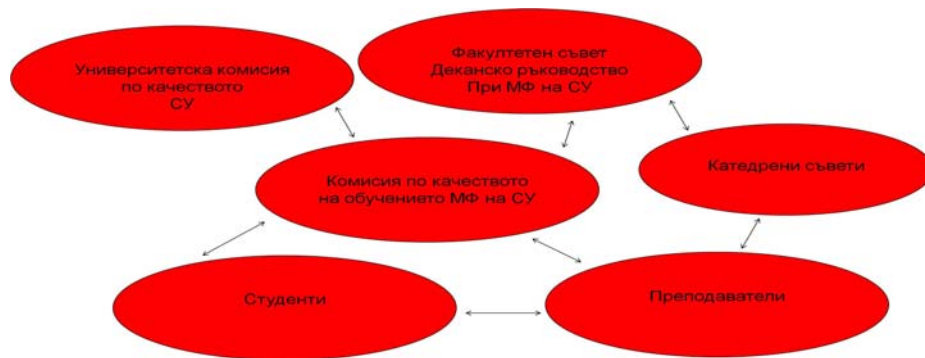 Университетска комисия
по качеството
СУ
Факултетен съвет
Деканско ръководство
При МФ на СУ
Комисия по качеството
на обучението МФ на СУ
Катедрени съвети
Студенти
Преподаватели